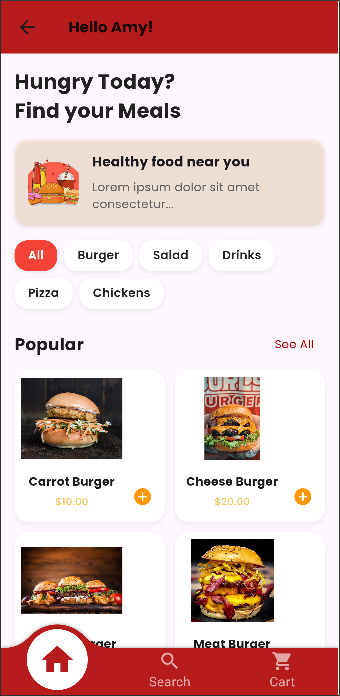 Hello Amy!
Hungry Today?
Find your Meals
Healthy food near you
Lorem ipsum dolor sit amet
consectetur...
All Burger Salad Drinks
Pizza Chickens
Popular See All
URGER
Carrot Burger Cheese Burger
$10.00 $20.00
Meat Burger
Search Cart